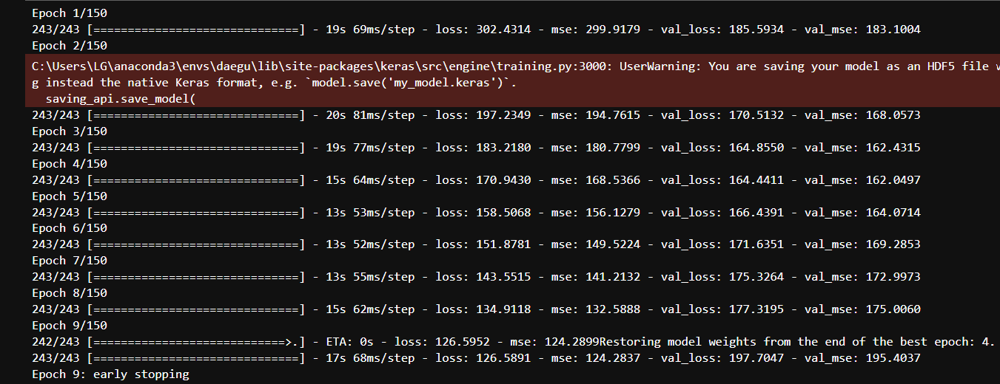 Epoch 1/150
243/243 [==============================] - 19s 69ms/step - loss: 302.4314 - mse: 299.9179 - val_loss: 185.5934 - val_mse: 183.1004
Epoch 2/150
C:\Users\LG\anaconda3\envs\daegu\lib\site-packages\keras\src\engine\training.py:3000: UserWarning: You are saving your model as an HDF5 file v
g instead the native Keras format, e.g. `model.save('my_model.keras')`.
  saving_api.save_model(
243/243 [==============================] - 20s 81ms/step - loss: 197.2349 - mse: 194.7615 - val_loss: 170.5132 - val_mse: 168.0573
Epoch 3/150
243/243 [==============================] - 19s 77ms/step - loss: 183.2180 - mse: 180.7799 - val_loss: 164.8550 - val_mse: 162.4315
Epoch 4/150
243/243 [==============================] - 15s 64ms/step - loss: 170.9430 - mse: 168.5366 - val_loss: 164.4411 - val_mse: 162.0497
Epoch 5/150
243/243 [==============================] - 13s 53ms/step - loss: 158.5068 - mse: 156.1279 - val_loss: 166.4391 - val_mse: 164.0714
Epoch 6/150
243/243 [==============================] - 13s 52ms/step - loss: 151.8781 - mse: 149.5224 - val_loss: 171.6351 - val_mse: 169.2853
Epoch 7/150
243/243 [==============================] - 13s 55ms/step - loss: 143.5515 - mse: 141.2132 - val_loss: 175.3264 - val_mse: 172.9973
Epoch 8/150
243/243 [==============================] - 15s 62ms/step - loss: 134.9118 - mse: 132.5888 - val_loss: 177.3195 - val_mse: 175.0060
Epoch 9/150
242/243 [============================>.] - ETA: 0s - loss: 126.5952 - mse: 124.2899Restoring model weights from the end of the best epoch: 4.
243/243 [==============================] - 17s 68ms/step - loss: 126.5891 - mse: 124.2837 - val_loss: 197.7047 - val_mse: 195.4037
Epoch 9: early stopping